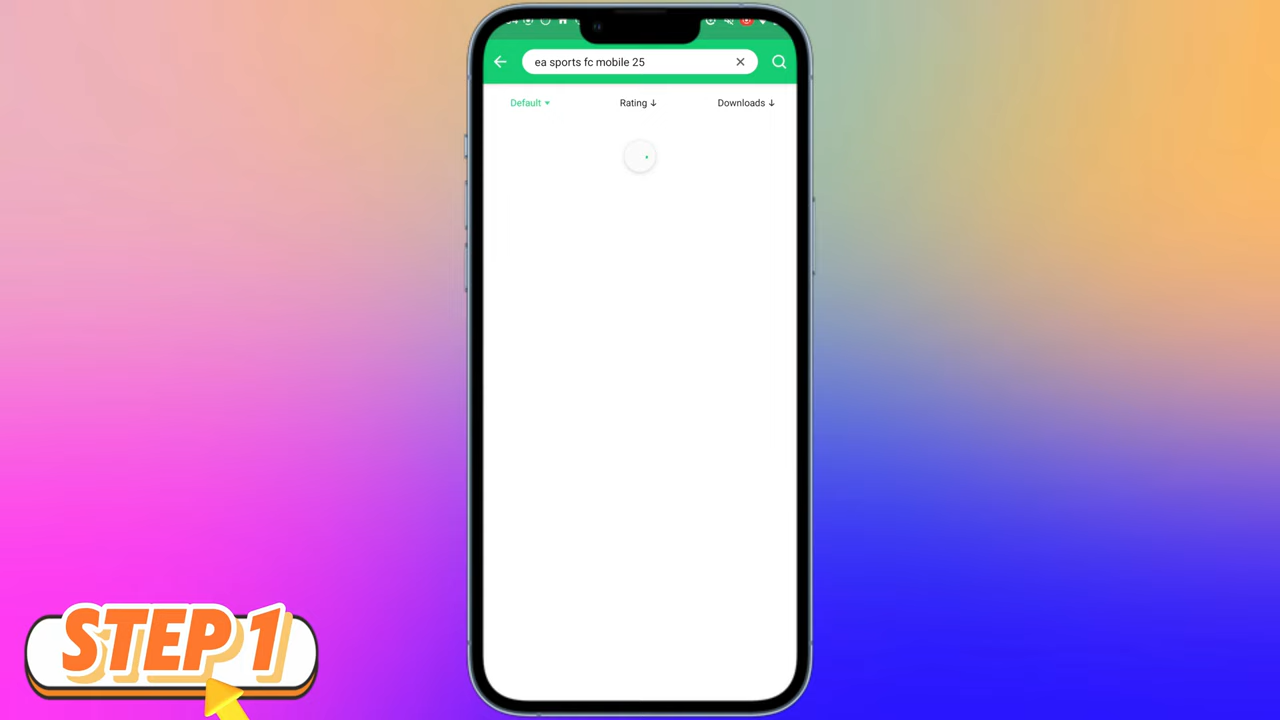 ea sports fc mobile 25
Default
Rating ↓
Downloads ↓
STEP 1